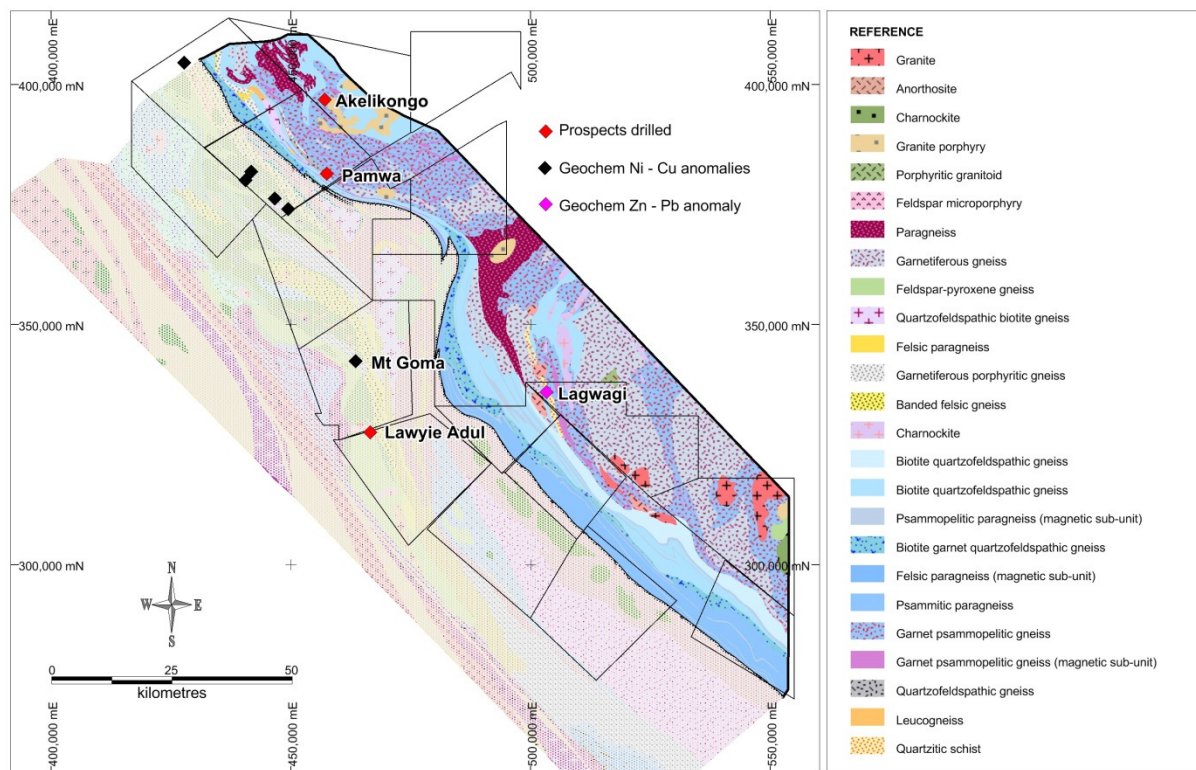 400,000 mE
450,000 mE
500,000 mE
550,000 mE
400,000 mN
400,000 mN
Akelikongo
Pamwa
Prospects drilled
Geochem Ni - Cu anomalies
Geochem Zn - Pb anomaly
350,000 mN
350,000 mN
Mt Goma
Lagwagi
Lawyie Adul
300,000 mN
300,000 mN
N
W E
S
0 25 50
kilometres
400,000 mE
450,000 mE
500,000 mE
550,000 mE
REFERENCE
Granite
Anorthosite
Charnockite
Granite porphyry
Porphyritic granitoid
Feldspar microporphyry
Paragneiss
Garnetiferous gneiss
Feldspar-pyroxene gneiss
Quartzofeldspathic biotite gneiss
Felsic paragneiss
Garnetiferous porphyritic gneiss
Banded felsic gneiss
Charnockite
Biotite quartzofeldspathic gneiss
Biotite quartzofeldspathic gneiss
Psammopelitic paragneiss (magnetic sub-unit)
Biotite garnet quartzofeldspathic gneiss
Felsic paragneiss (magnetic sub-unit)
Psammitic paragneiss
Garnet psammopelitic gneiss
Garnet psammopelitic gneiss (magnetic sub-unit)
Quartzofeldspathic gneiss
Leucogneiss
Quartzitic schist